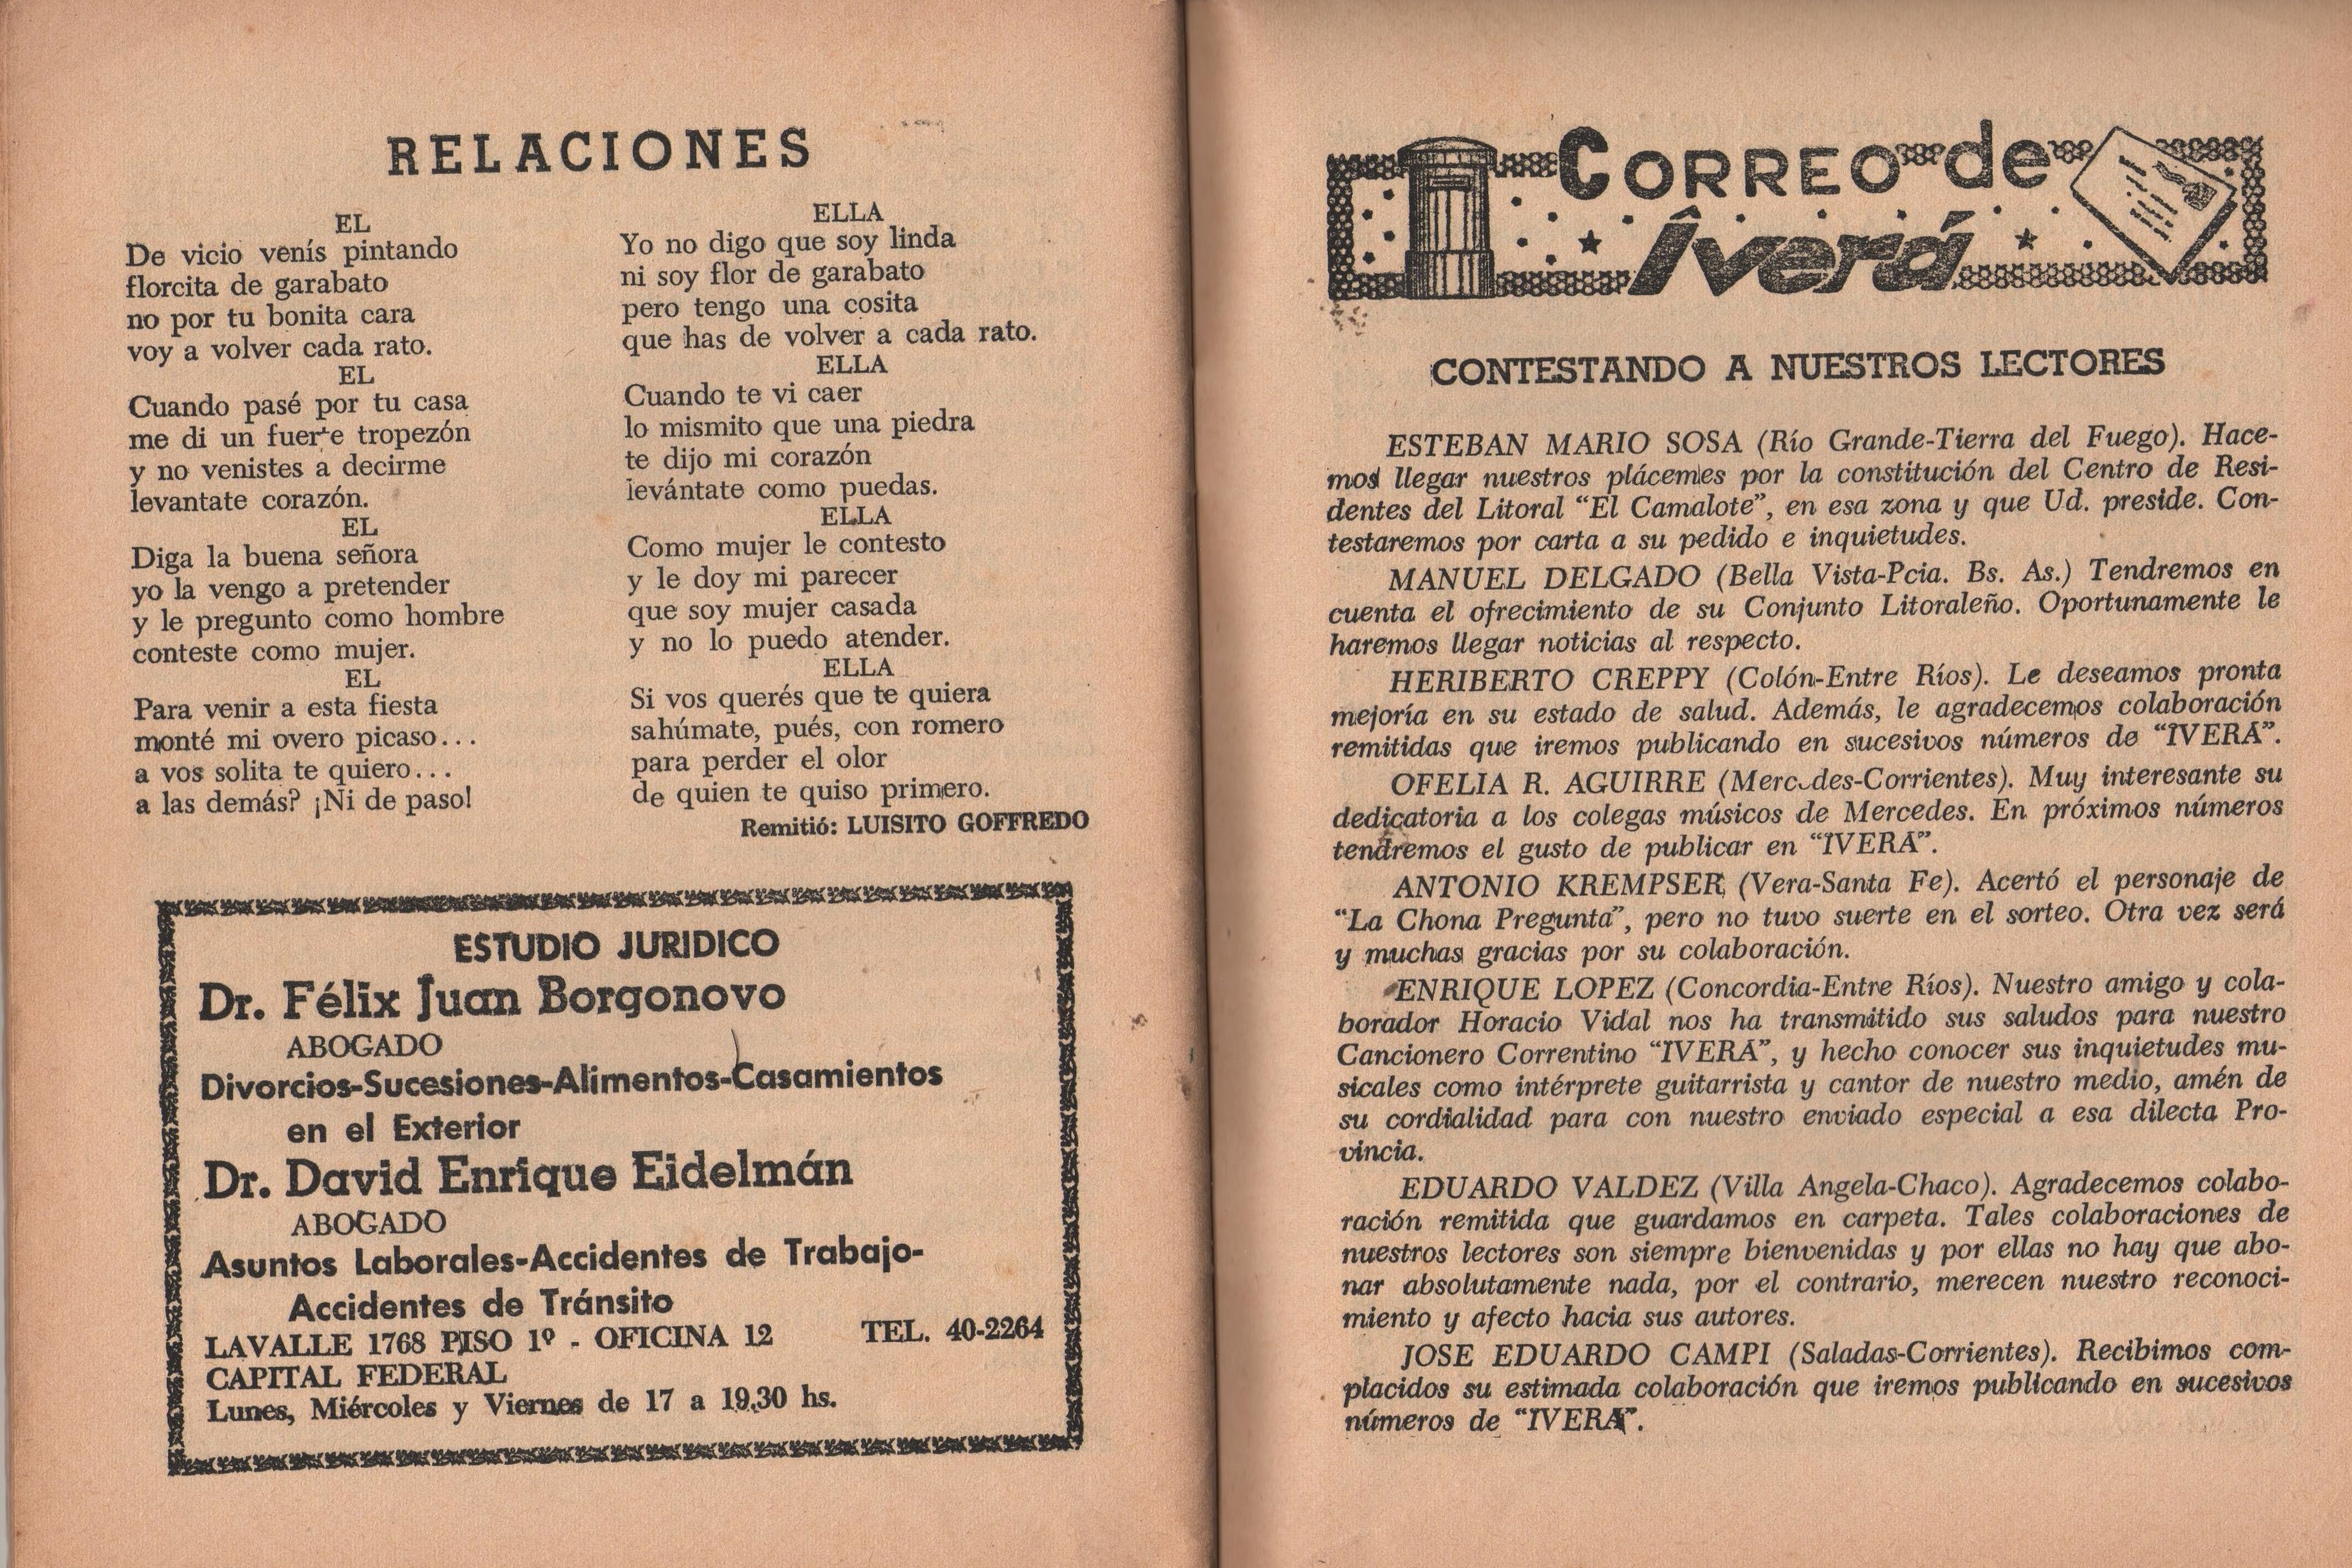 RELACIONES
EL
De vicio venís pintando
florcita de garabato
no por tu bonita cara
voy a volver cada rato.
ELLA
Yo no digo que soy linda
ni soy flor de garabato
pero tengo una cosita
que has de volver a cada rato.
EL
Cuando pasé por tu casa
me di un fuerte tropezón
y no venistes a decirme
levantate corazón.
ELLA
Cuando te vi caer
lo mismito que una piedra
te dijo mi corazón
levántate como puedas.
EL
Diga la buena señora
yo la vengo a pretender
y le pregunto como hombre
conteste como mujer.
ELLA
Como mujer le contesto
y le doy mi parecer
que soy mujer casada
y no lo puedo atender.
EL
Para venir a esta fiesta
monté mi overo picaso...
a vos solita te quiero...
a las demás? ¡Ni de paso!
ELLA
Si vos querés que te quiera
sahúmate, pués, con romero
para perder el olor
de quien te quiso primero.
Remitió: LUISITO GOFFREDO
ESTUDIO JURIDICO
Dr. Félix Juan Borgonovo
ABOGADO
Divorcios-Sucesiones-Alimentos-Casamientos
en el Exterior
Dr. David Enrique Eidelmán
ABOGADO
Asuntos Laborales-Accidentes de Trabajo-
Accidentes de Tránsito
LAVALLE 1768 PISO 1º - OFICINA 12 TEL. 40-2264
CAPITAL FEDERAL
Lunes, Miércoles y Viernes de 17 a 19,30 hs.
CORREO de
Îverá
CONTESTANDO A NUESTROS LECTORES
ESTEBAN MARIO SOSA (Río Grande-Tierra del Fuego). Hace-
mos llegar nuestros plácemes por la constitución del Centro de Resi-
dentes del Litoral "El Camalote", en esa zona y que Ud. preside. Con-
testaremos por carta a su pedido e inquietudes.
MANUEL DELGADO (Bella Vista-Pcia. Bs. As.) Tendremos en
cuenta el ofrecimiento de su Conjunto Litoraleño. Oportunamente le
haremos llegar noticias al respecto.
HERIBERTO CREPPY (Colón-Entre Ríos). Le deseamos pronta
mejoría en su estado de salud. Además, le agradecemos colaboración
remitidas que iremos publicando en sucesivos números de "ÎVERÁ".
OFELIA R. AGUIRRE (Mercedes-Corrientes). Muy interesante su
dedicatoria a los colegas músicos de Mercedes. En próximos números
tendremos el gusto de publicar en "ÎVERÁ".
ANTONIO KREMPSER (Vera-Santa Fe). Acertó el personaje de
"La Chona Pregunta", pero no tuvo suerte en el sorteo. Otra vez será
y muchas gracias por su colaboración.
ENRIQUE LOPEZ (Concordia-Entre Ríos). Nuestro amigo y cola-
borador Horacio Vidal nos ha transmitido sus saludos para nuestro
Cancionero Correntino "ÎVERÁ", y hecho conocer sus inquietudes mu-
sicales como intérprete guitarrista y cantor de nuestro medio, amén de
su cordialidad para con nuestro enviado especial a esa dilecta Pro-
vincia.
EDUARDO VALDEZ (Villa Angela-Chaco). Agradecemos colabo-
ración remitida que guardamos en carpeta. Tales colaboraciones de
nuestros lectores son siempre bienvenidas y por ellas no hay que abo-
nar absolutamente nada, por el contrario, merecen nuestro reconoci-
miento y afecto hacia sus autores.
JOSE EDUARDO CAMPI (Saladas-Corrientes). Recibimos com-
placidos su estimada colaboración que iremos publicando en sucesivos
números de "ÎVERÁ".